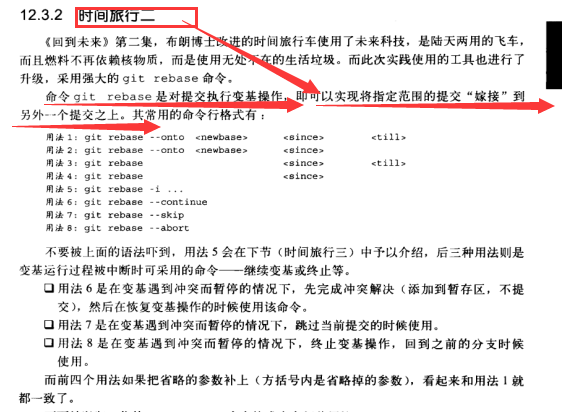 12.3.2 时间旅行二
《回到未来》第二集，布朗博士改进的时间旅行车使用了未来科技，是陆天两用的飞车，
而且燃料不再依赖核物质，而是使用无处不在的生活垃圾。而此次实践使用的工具也进行了
升级，采用强大的 git rebase 命令。
命令 git rebase 是对提交执行变基操作，即可以实现将指定范围的提交“嫁接”到
另外一个提交之上。其常用的命令行格式有：
用法 1: git rebase --onto <newbase> <since> <till>
用法 2: git rebase --onto <newbase> <since>
用法 3: git rebase <since> <till>
用法 4: git rebase <since>
用法 5: git rebase -i ...
用法 6: git rebase --continue
用法 7: git rebase --skip
用法 8: git rebase --abort
不要被上面的语法吓到，用法 5 会在下节（时间旅行三）中予以介绍，后三种用法则是
变基运行过程被中断时可采用的命令——继续变基或终止等。
用法 6 是在变基遇到冲突而暂停的情况下，先完成冲突解决（添加到暂存区，不提
交），然后在恢复变基操作的时候使用该命令。
用法 7 是在变基遇到冲突而暂停的情况下，跳过当前提交的时候使用。
用法 8 是在变基遇到冲突而暂停的情况下，终止变基操作，回到之前的分支时候
使用。
而前四个用法如果把省略的参数补上（方括号内是省略掉的参数），看起来和用法 1 就
都一致了。